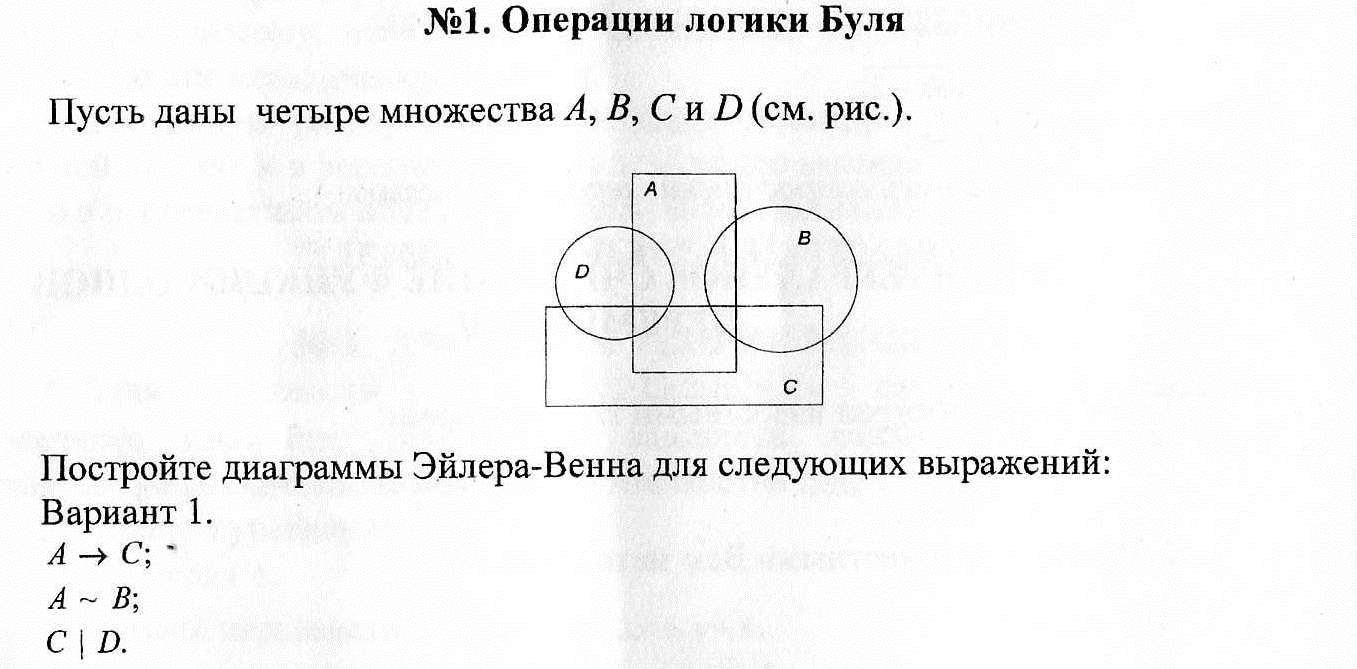 №1. Операции логики Буля
Пусть даны четыре множества A, B, C и D (см. рис.).
A
B
D
C
Постройте диаграммы Эйлера-Венна для следующих выражений:
Вариант 1.
A → C;
A ~ B;
C | D.